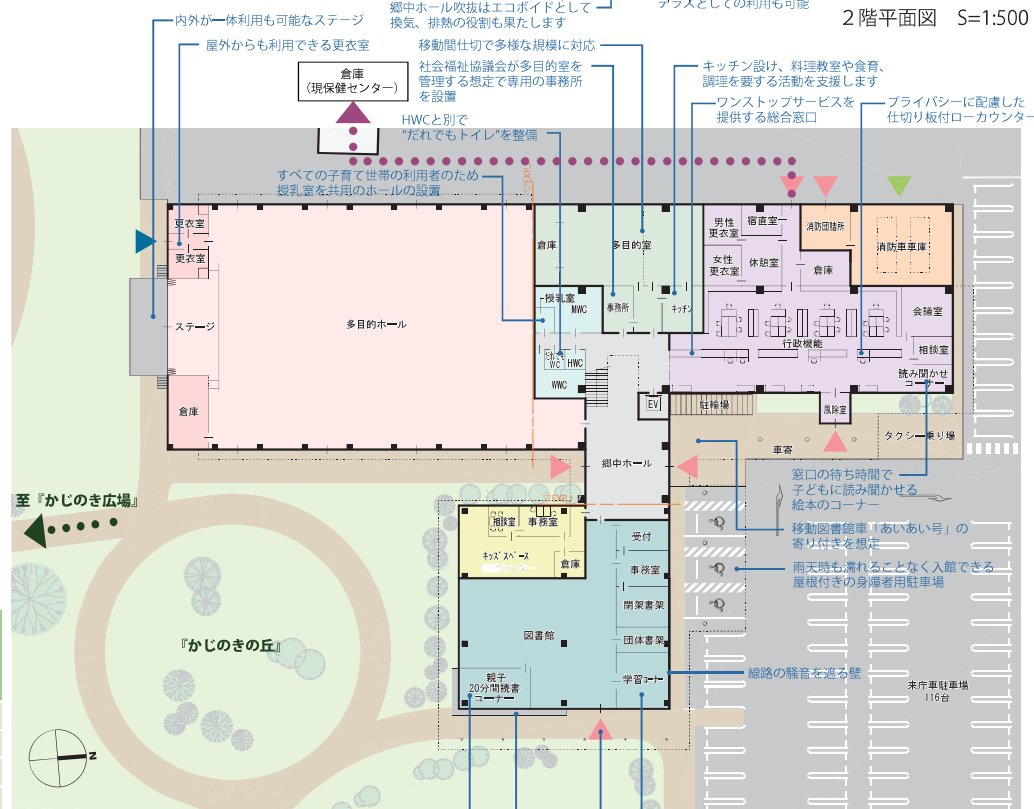 郷中ホール吹抜はエコボイドとして
換気、排熱の役割も果たします
テラスとしての利用も可能
2階平面図 S=1:500
内外が一体利用も可能なステージ
屋外からも利用できる更衣室
移動間仕切で多様な規模に対応
社会福祉協議会が多目的室を
管理する想定で専用の事務所
を設置
キッチン設け、料理教室や食育、
調理を要する活動を支援します
ワンストップサービスを
提供する総合窓口
プライバシーに配慮した
仕切り板付ローカウンター
倉庫
(現保健センター)
HWCと別で
"だれでもトイレ"を整備
すべての子育て世帯の利用者のため
授乳室を共用のホールの設置
▽EXP.J
更衣室
更衣室
ステージ
倉庫
多目的ホール
倉庫
多目的室
授乳室
MWC
事務所
キッチン
WC
HWC
WWC
男性
更衣室
宿直室
女性
更衣室
休憩室
消防団詰所
倉庫
消防車車庫
行政機能
会議室
相談室
読み聞かせ
コーナー
EV
駐輪場
風除室
車寄
タクシー乗り場
郷中ホール
至『かじのき広場』
▽EXP.J
相談室
事務室
キッズスペース
倉庫
受付
事務室
閉架書架
団体書架
図書館
学習コーナー
親子
20分間読書
コーナー
『かじのきの丘』
窓口の待ち時間で
子どもに読み聞かせる
絵本のコーナー
移動図書館車「あいあい号」の
寄り付きを想定
雨天時も濡れることなく入館できる
屋根付きの身障者用駐車場
線路の騒音を遮る壁
来庁車駐車場
116台
N